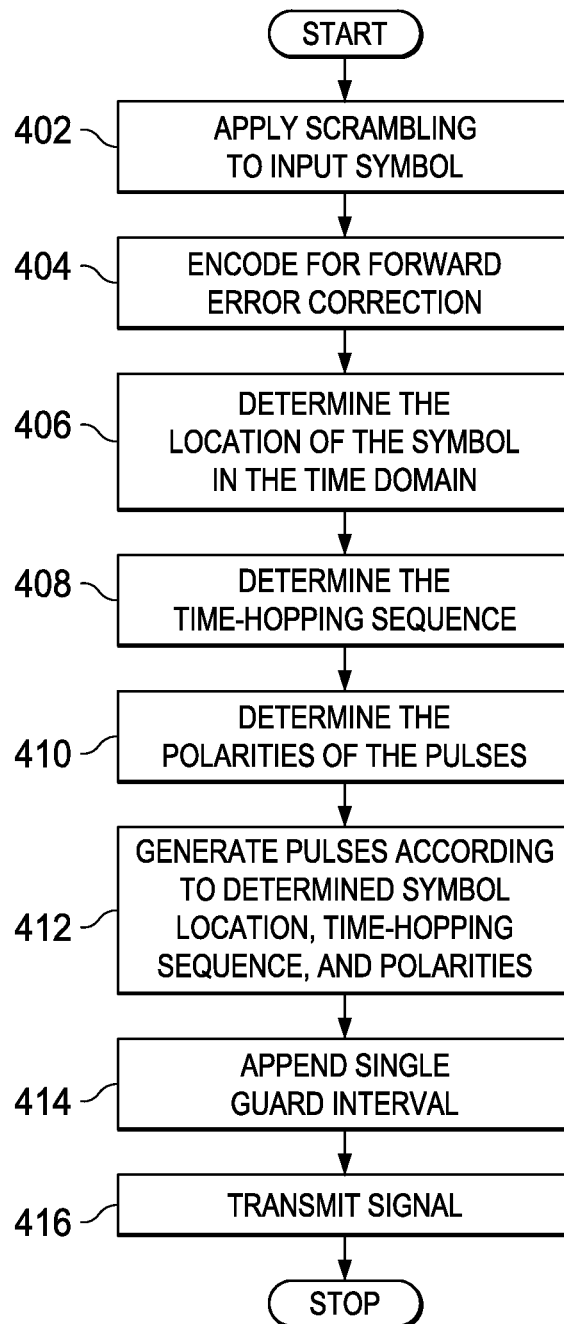 START
402
APPLY SCRAMBLING
TO INPUT SYMBOL
404
ENCODE FOR FORWARD
ERROR CORRECTION
406
DETERMINE THE
LOCATION OF THE SYMBOL
IN THE TIME DOMAIN
408
DETERMINE THE
TIME-HOPPING SEQUENCE
410
DETERMINE THE
POLARITIES OF THE PULSES
412
GENERATE PULSES ACCORDING
TO DETERMINED SYMBOL
LOCATION, TIME-HOPPING
SEQUENCE, AND POLARITIES
414
APPEND SINGLE
GUARD INTERVAL
416
TRANSMIT SIGNAL
STOP